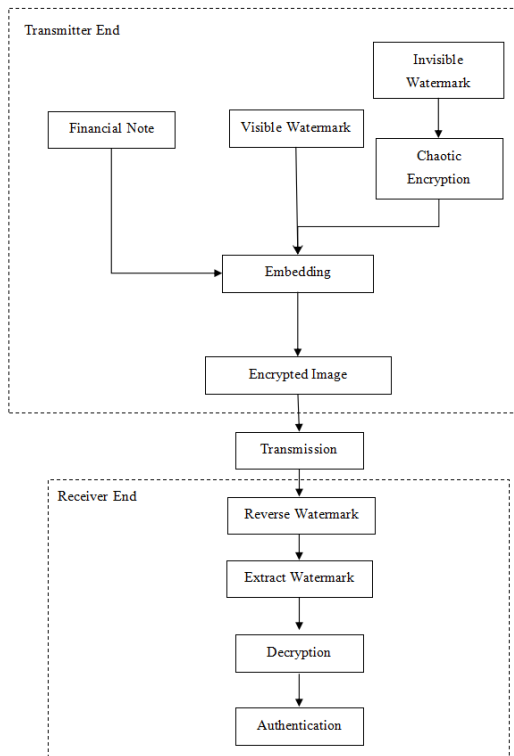 Transmitter End
Invisible
Watermark
Financial Note
Visible Watermark
Chaotic
Encryption
Embedding
Encrypted Image
Transmission
Receiver End
Reverse Watermark
Extract Watermark
Decryption
Authentication